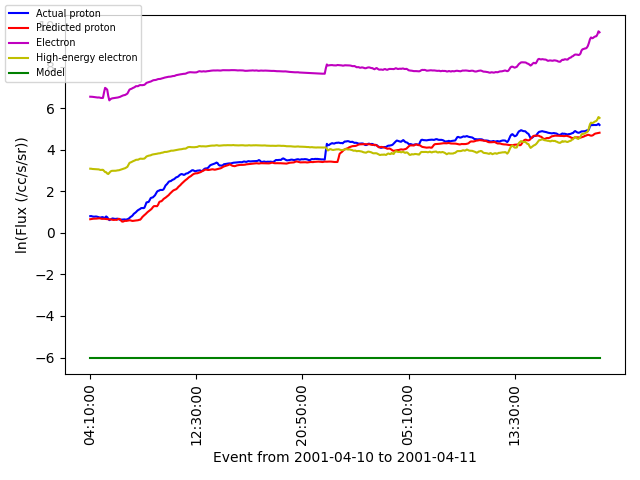 Actual proton
Predicted proton
Electron
High-energy electron
Model
6
4
2
0
−2
−4
−6
ln(Flux (/cc/s/sr))
04:10:00
12:30:00
20:50:00
05:10:00
13:30:00
Event from 2001-04-10 to 2001-04-11